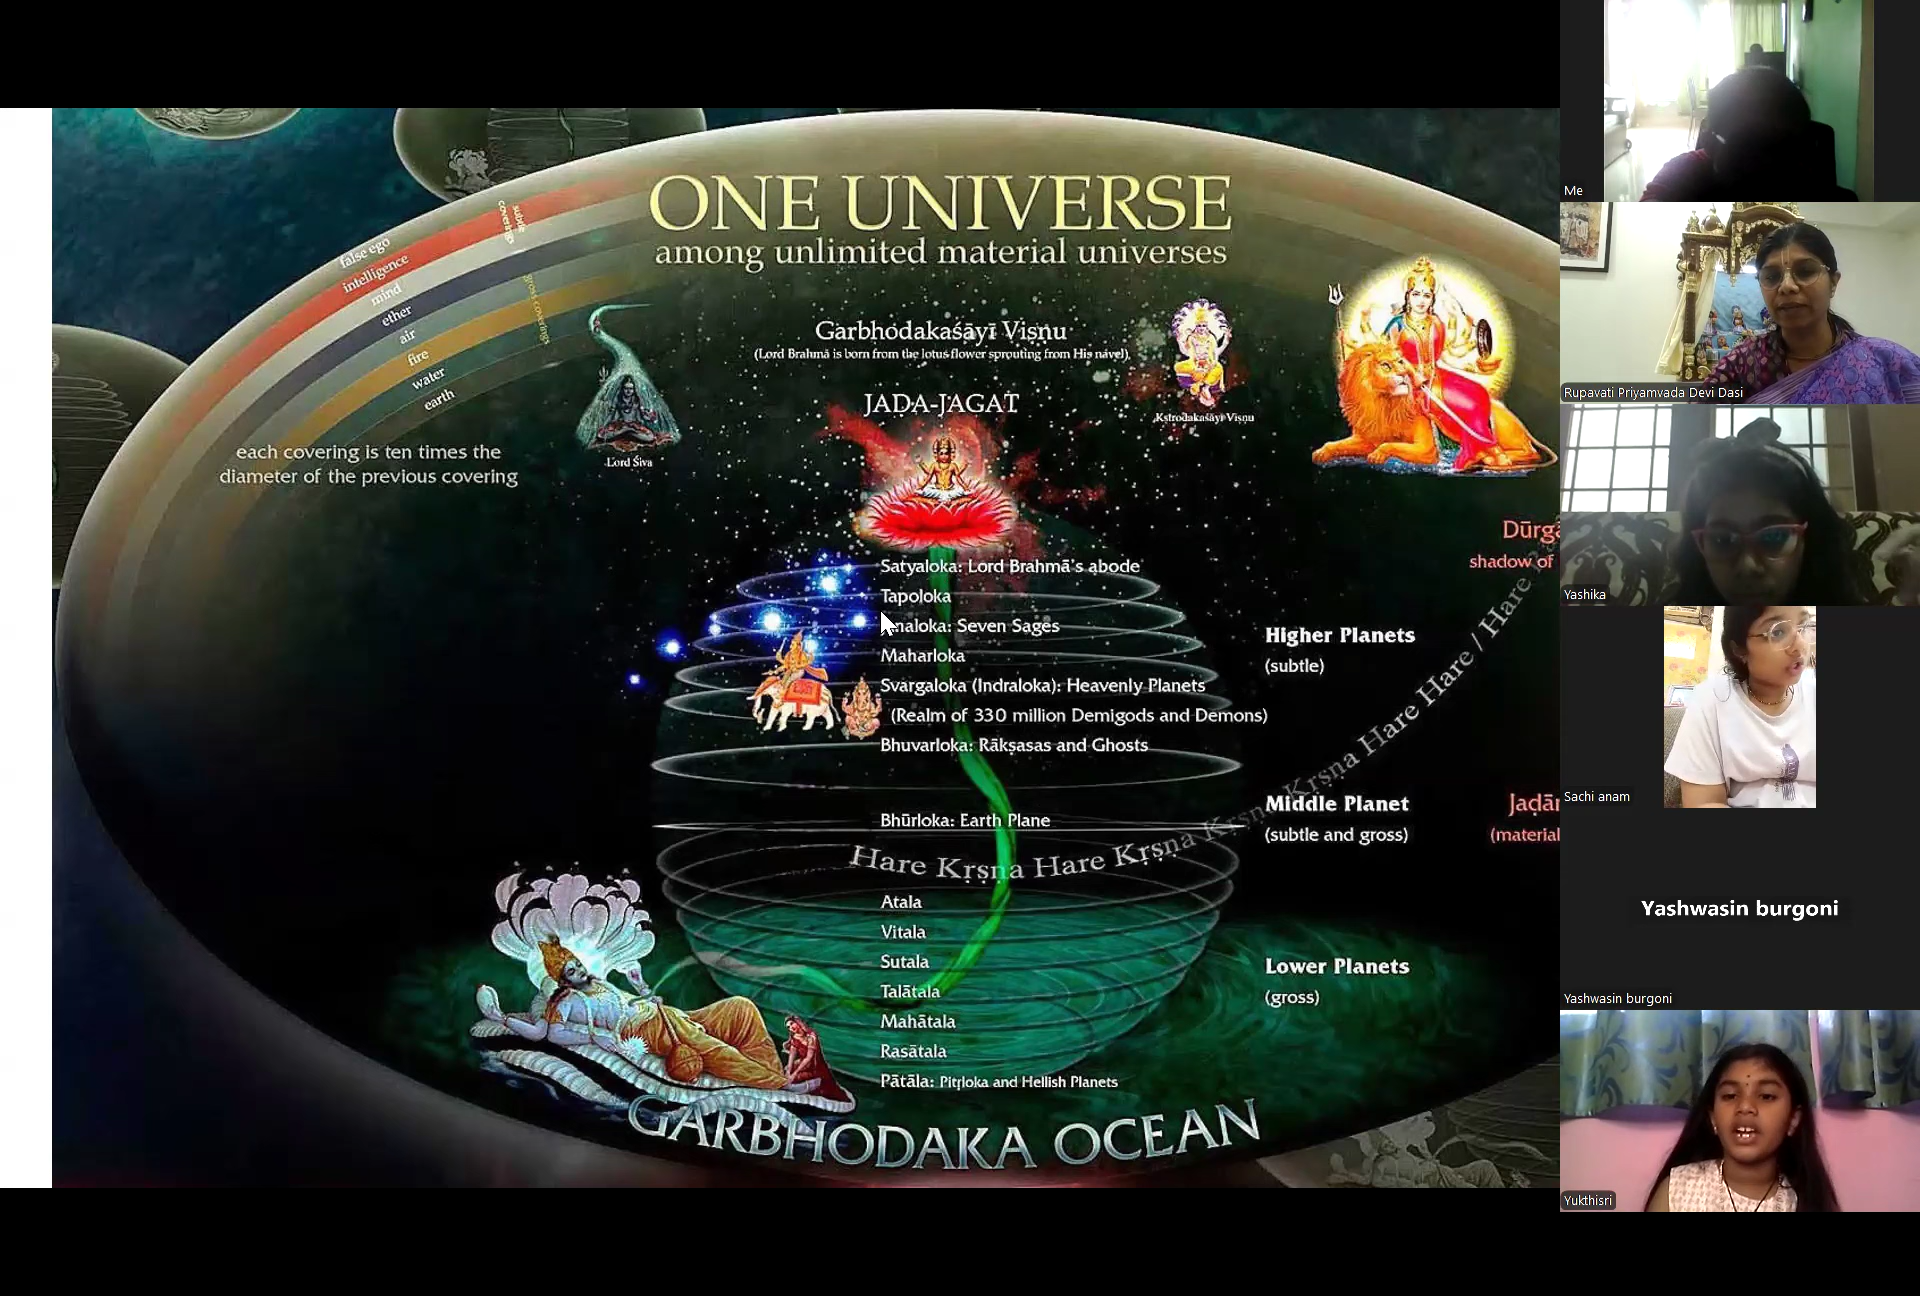 ONE UNIVERSE
among unlimited material universes
subtle
coverings
gross coverings
false ego
intelligence
mind
ether
air
fire
water
earth
each covering is ten times the
diameter of the previous covering
Lord Śiva
Garbhodakaśāyī Viṣṇu
(Lord Brahmā is born from the lotus flower sprouting from His navel)
JAḌA-JAGAT
Kṣīrodakaśāyī Viṣṇu
Dūrgā
shadow of
Satyaloka: Lord Brahmā's abode
Tapoloka
naloka: Seven Sages
Maharloka
Svargaloka (Indraloka): Heavenly Planets
(Realm of 330 million Demigods and Demons)
Bhuvarloka: Rākṣasas and Ghosts
Higher Planets
(subtle)
Bhūrloka: Earth Plane
Middle Planet
(subtle and gross)
(material
Hare Kṛṣṇa Hare Kṛṣṇa Kṛṣṇa Kṛṣṇa Hare Hare / Hare
Atala
Vitala
Sutala
Talātala
Mahātala
Rasātala
Pātāla: Pitṛloka and Hellish Planets
Lower Planets
(gross)
GARBHODAKA OCEAN
Me
Rupavati Priyamvada Devi Dasi
Yashika
Sachi anam
Yashwasin burgoni
Yashwasin burgoni
Yukthisri